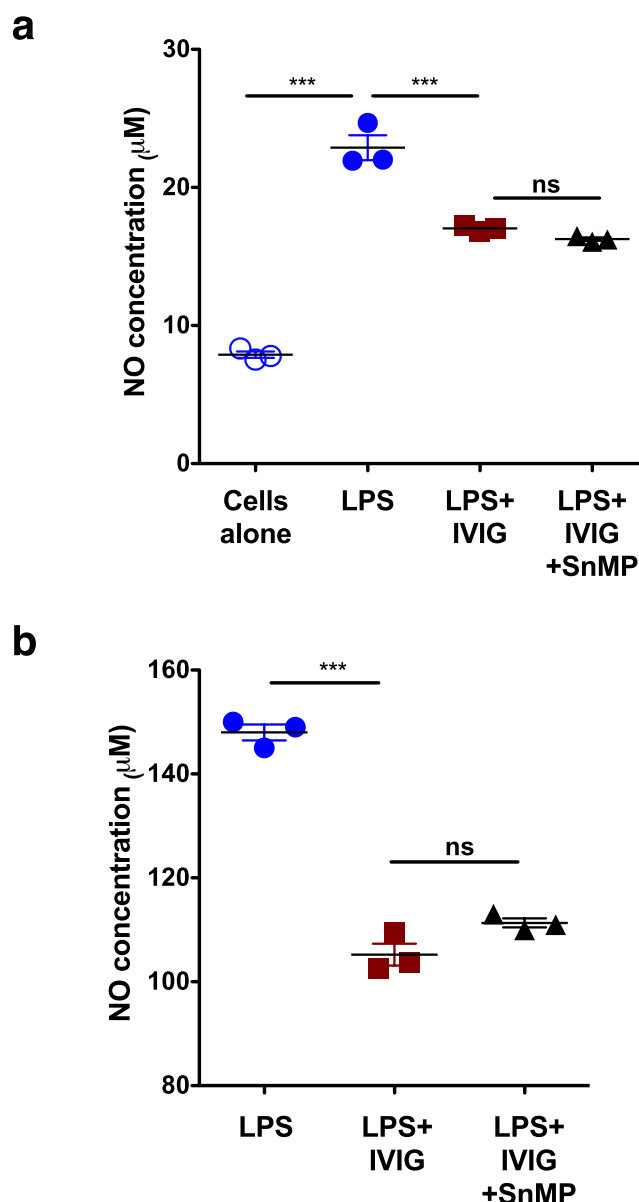 a
NO concentration (μM)
30
20
10
0
***
***
ns
Cells
alone
LPS
LPS+
IVIG
LPS+
IVIG
+SnMP
b
NO concentration (μM)
160
140
120
100
80
***
ns
LPS
LPS+
IVIG
LPS+
IVIG
+SnMP